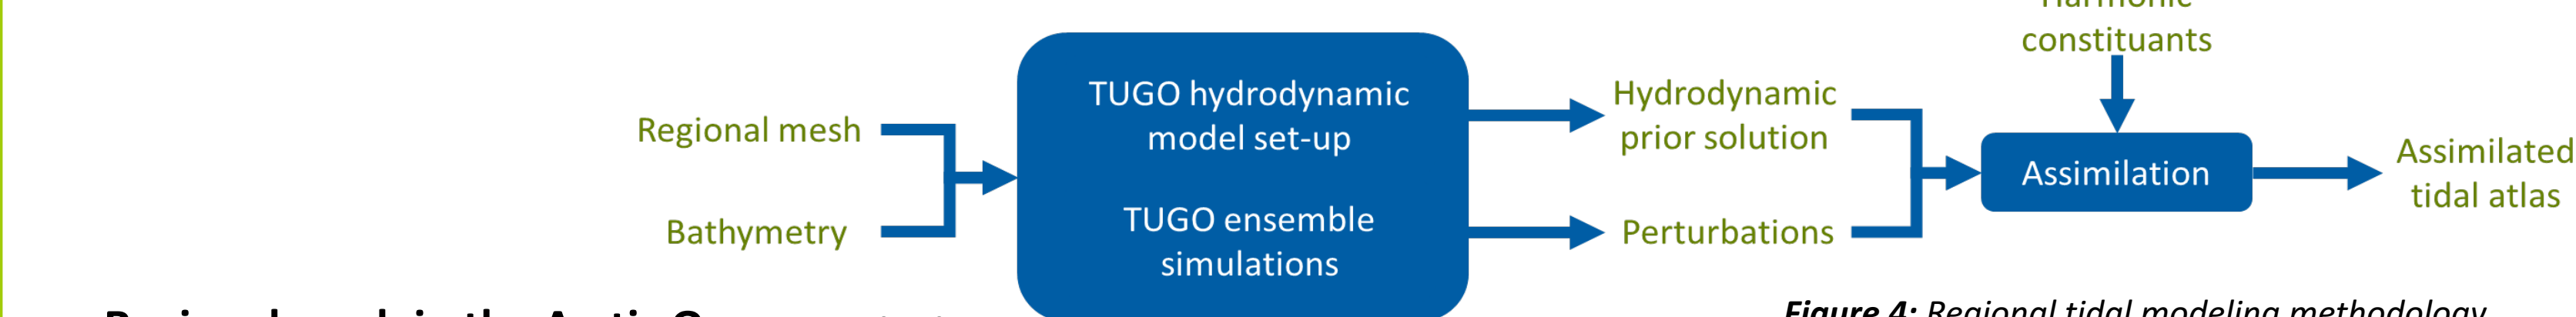 Harmonic
constituants
Regional mesh
Bathymetry
TUGO hydrodynamic
model set-up
TUGO ensemble
simulations
Hydrodynamic
prior solution
Perturbations
Assimilation
Assimilated
tidal atlas
Figure 4: Regional tidal modeling methodology